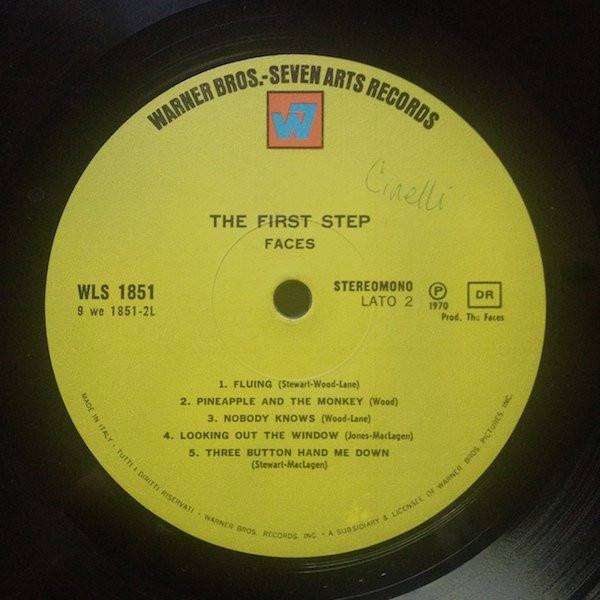 WARNER BROS.-SEVEN ARTS RECORDS
W7
Cinelli
THE FIRST STEP
FACES
WLS 1851
9 we 1851-2L
STEREOMONO
LATO 2
P
1970
DR
Prod. The Faces
1. FLUING (Stewart-Wood-Lane)
2. PINEAPPLE AND THE MONKEY (Wood)
3. NOBODY KNOWS (Wood-Lane)
4. LOOKING OUT THE WINDOW (Jones-MacLagen)
5. THREE BUTTON HAND ME DOWN
(Stewart-MacLagen)
MADE IN ITALY - TUTTI I DIRITTI RISERVATI - WARNER BROS. RECORDS, INC. - A SUBSIDIARY & LICENSEE OF WARNER BROS. PICTURES, INC.